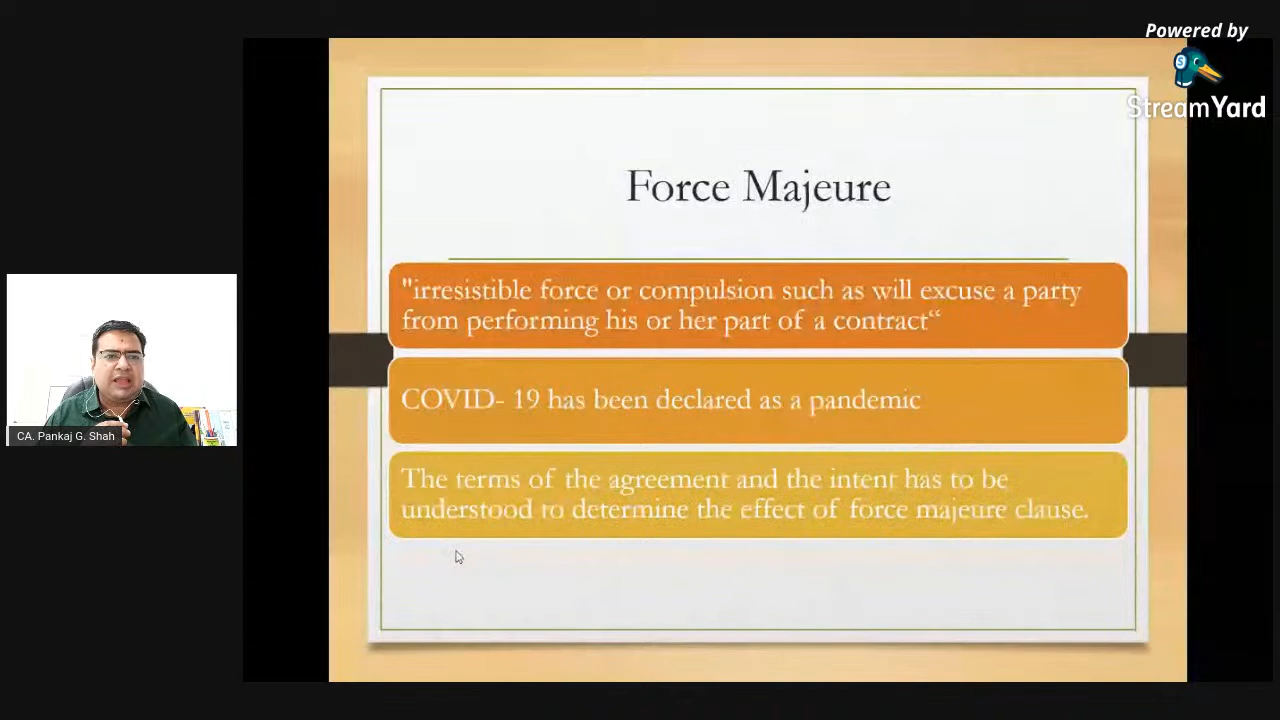 Powered by
StreamYard
Force Majeure
"irresistible force or compulsion such as will excuse a party
from performing his or her part of a contract“
COVID- 19 has been declared as a pandemic
The terms of the agreement and the intent has to be
understood to determine the effect of force majeure clause.
CA. Pankaj G. Shah